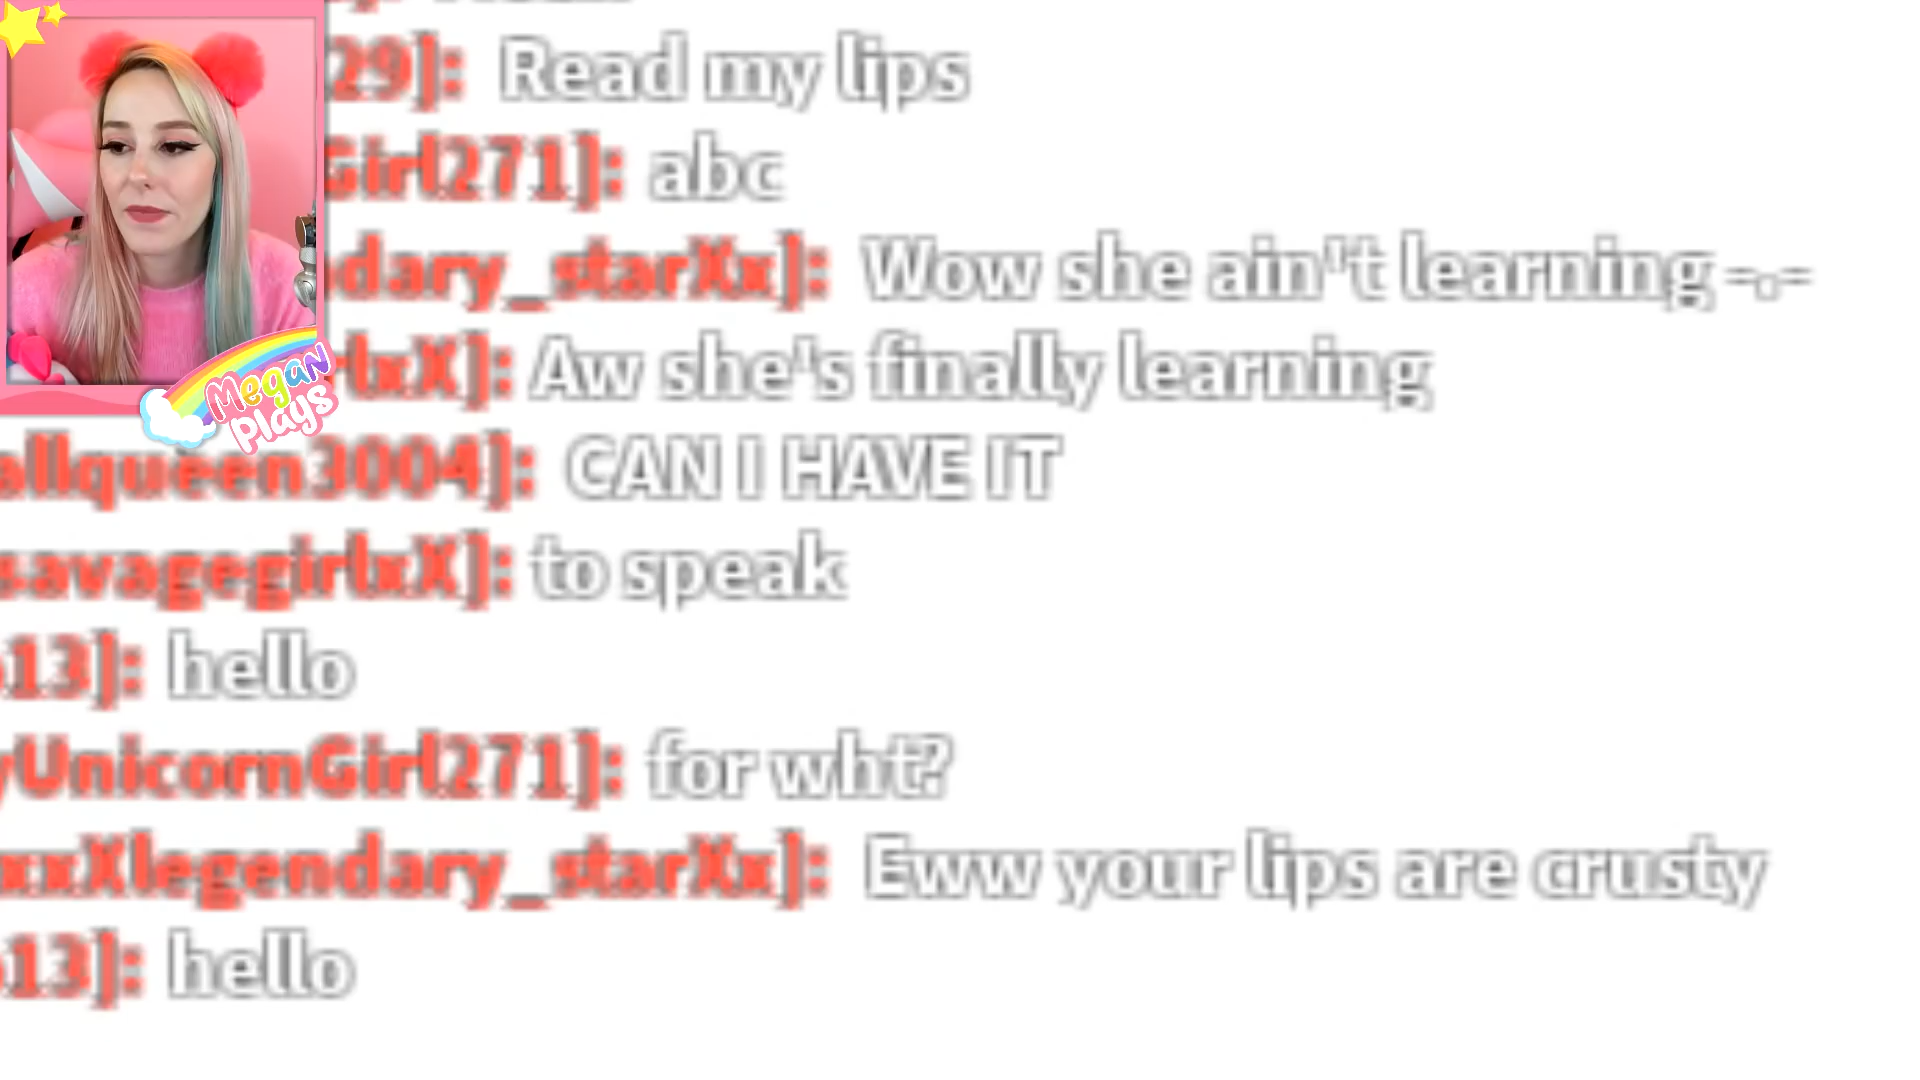 29]: Read my lips
Girl271]: abc
dary_starXx]: Wow she ain't learning -.-
rlxX]: Aw she's finally learning
Megan
Plays
allqueen3004]: CAN I HAVE IT
savagegirlxX]: to speak
13]: hello
yUnicornGirl271]: for wht?
xxXlegendary_starXx]: Eww your lips are crusty
13]: hello